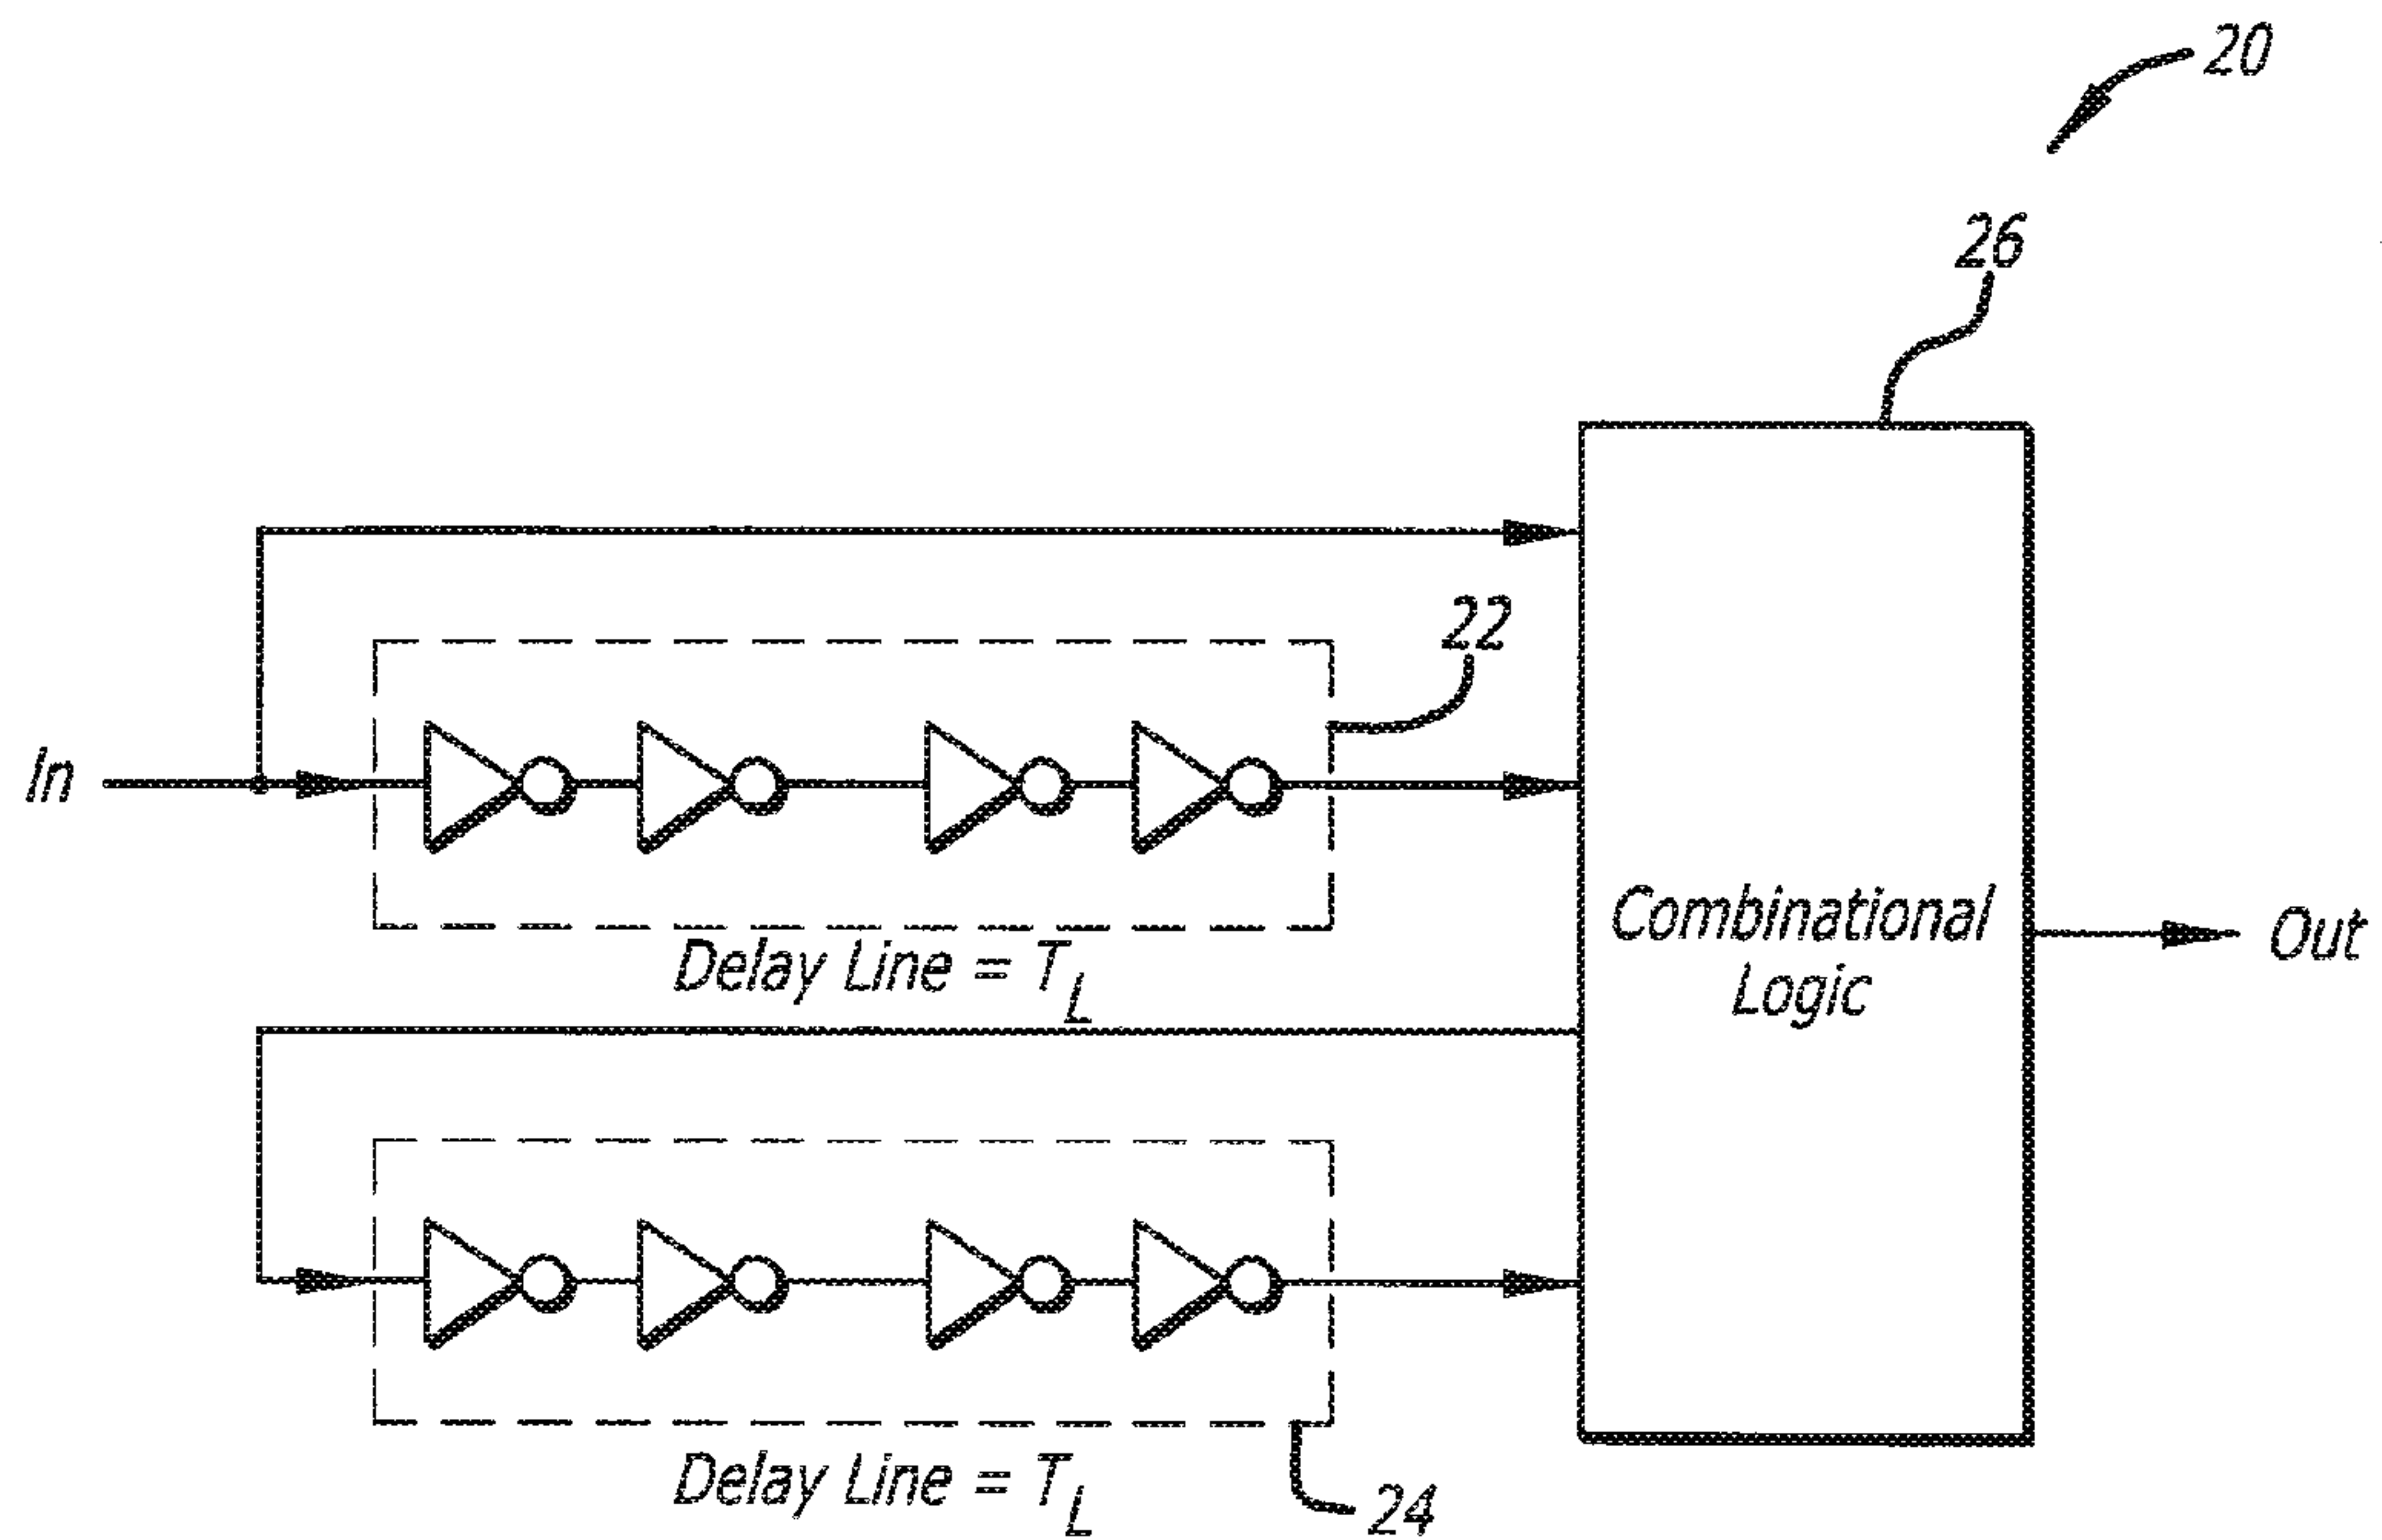 20
26
22
In
Combinational
Logic
Out
Delay Line = T_L
Delay Line = T_L
24